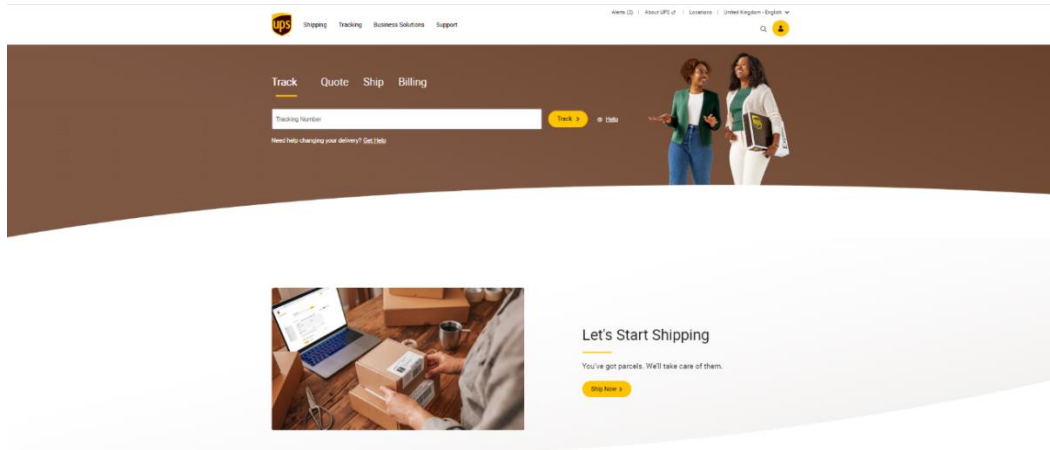 Alerts (2) | About UPS | Locations | United Kingdom - English
ups Shipping Tracking Business Solutions Support
Track Quote Ship Billing
Tracking Number Track > Help
Need help changing your delivery? Get Help
Let's Start Shipping
You've got parcels. We'll take care of them.
Ship Now >